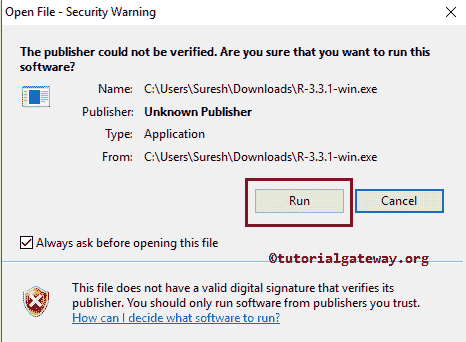 Open File - Security Warning
The publisher could not be verified. Are you sure that you want to run this
software?
Name: C:\Users\Suresh\Downloads\R-3.3.1-win.exe
Publisher: Unknown Publisher
Type: Application
From: C:\Users\Suresh\Downloads\R-3.3.1-win.exe
Run Cancel
Always ask before opening this file
©tutorialgateway.org
This file does not have a valid digital signature that verifies its
publisher. You should only run software from publishers you trust.
How can I decide what software to run?